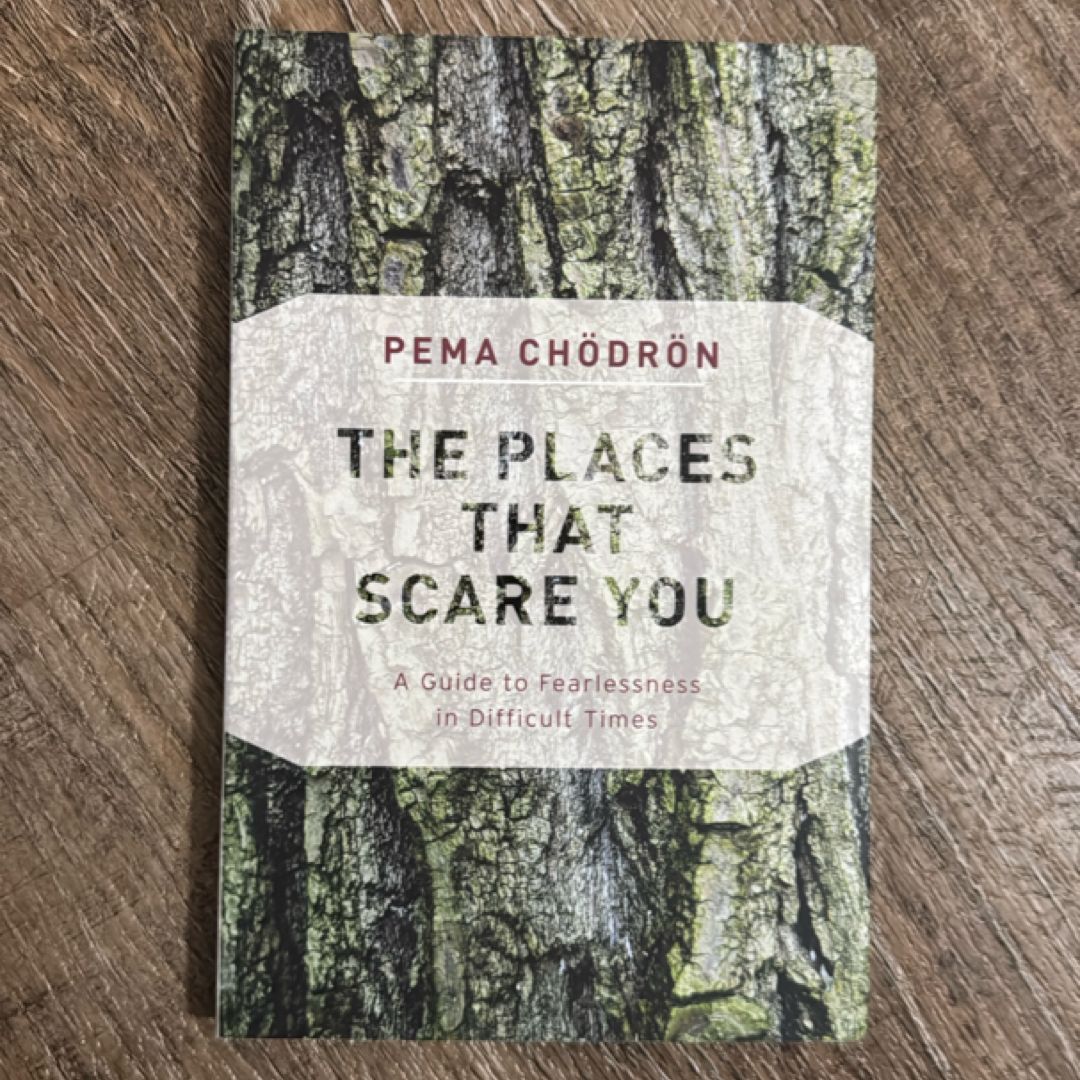 PEMA CHÖDRÖN
THE PLACES
THAT
SCARE YOU
A Guide to Fearlessness
in Difficult Times